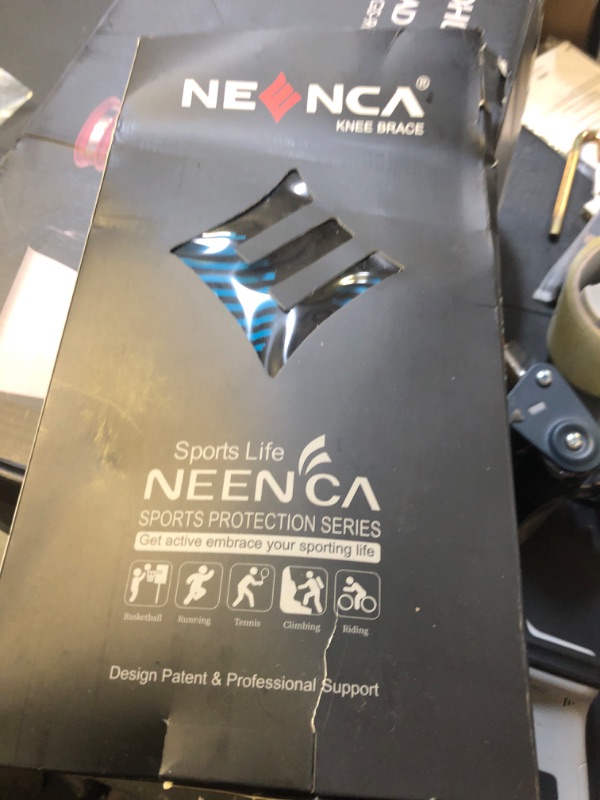 NEENCA®
KNEE BRACE
Sports Life
NEENCA
SPORTS PROTECTION SERIES
Get active embrace your sporting life
Basketball Running Tennis Climbing Riding
Design Patent & Professional Support